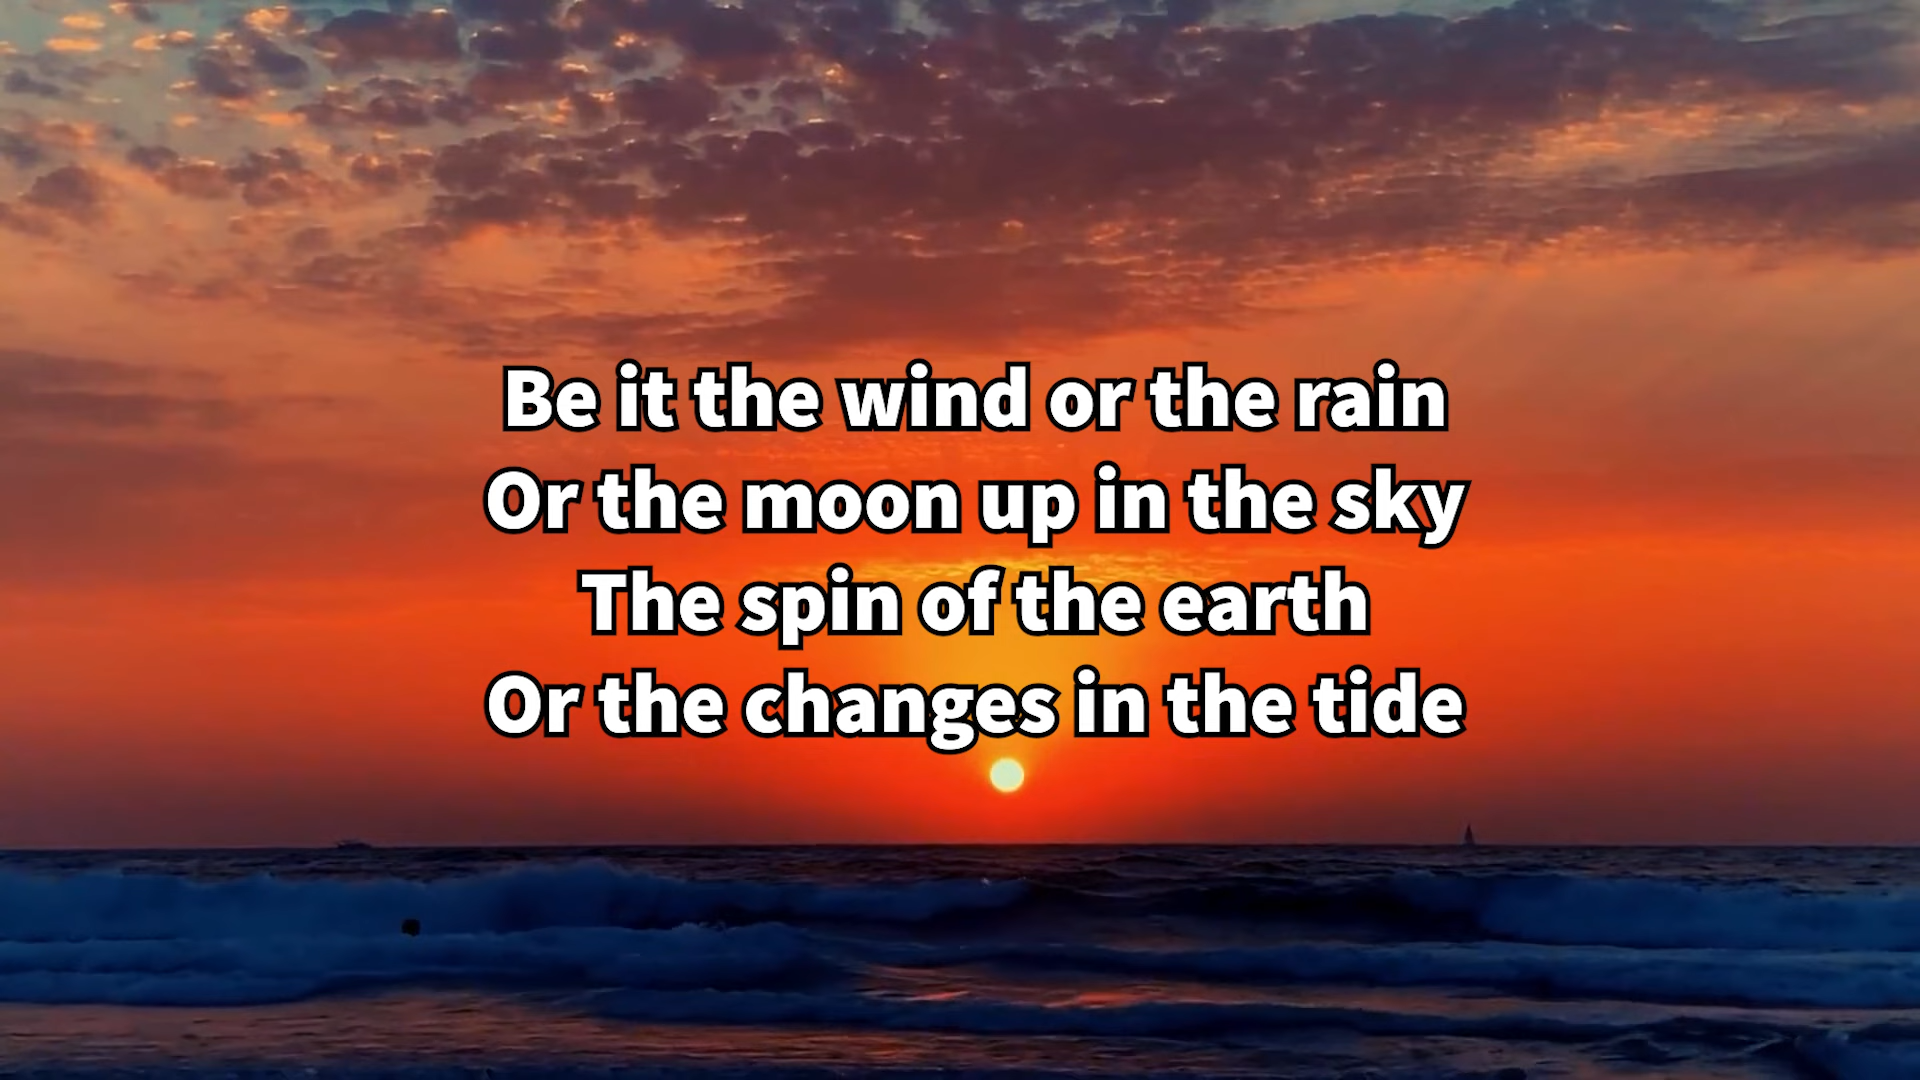 Be it the wind or the rain
Or the moon up in the sky
The spin of the earth
Or the changes in the tide